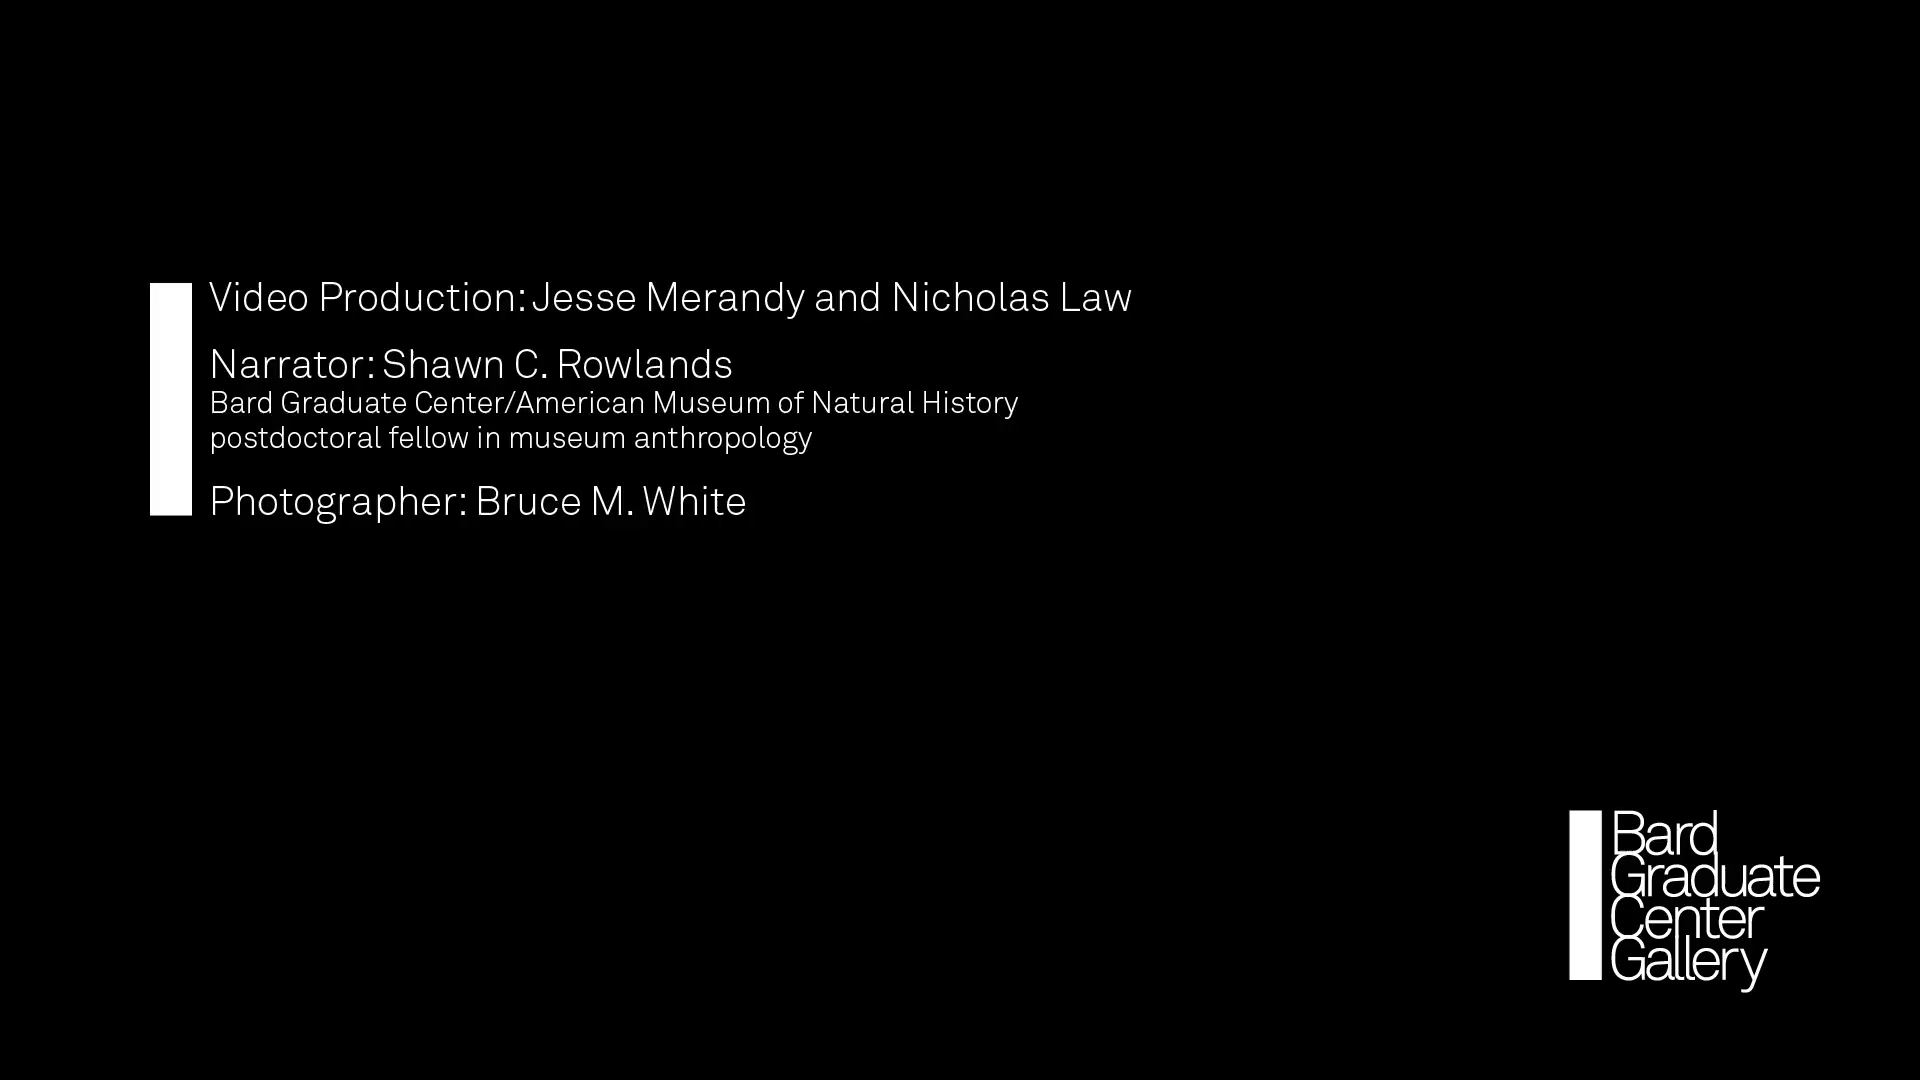 Video Production: Jesse Merandy and Nicholas Law
Narrator: Shawn C. Rowlands
Bard Graduate Center/American Museum of Natural History
postdoctoral fellow in museum anthropology
Photographer: Bruce M. White
Bard
Graduate
Center
Gallery